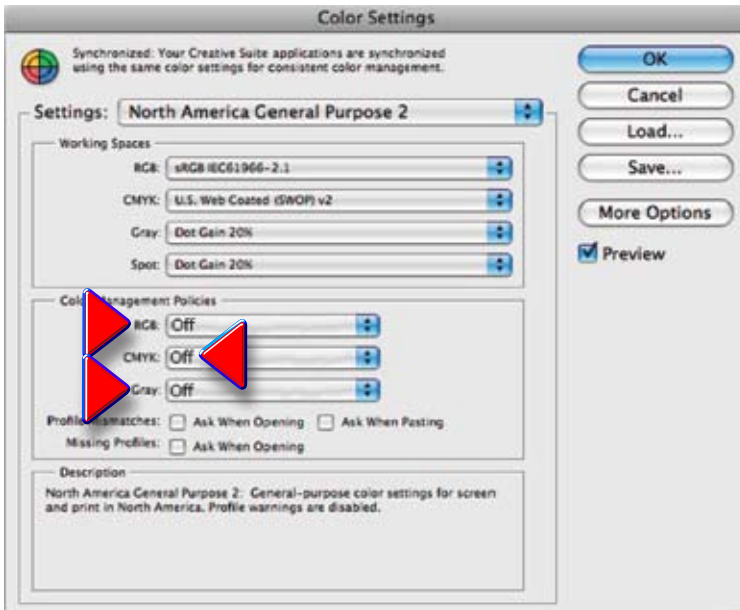 Color Settings
Synchronized: Your Creative Suite applications are synchronized
using the same color settings for consistent color management.
OK
Cancel
Load...
Save...
More Options
Preview
Settings: North America General Purpose 2
Working Spaces
RGB: sRGB IEC61966-2.1
CMYK: U.S. Web Coated (SWOP) v2
Gray: Dot Gain 20%
Spot: Dot Gain 20%
Management Policies
RGB: Off
CMYK: Off
Gray: Off
Profile Mismatches: Ask When Opening Ask When Pasting
Missing Profiles: Ask When Opening
Description
North America General Purpose 2: General-purpose color settings for screen
and print in North America. Profile warnings are disabled.